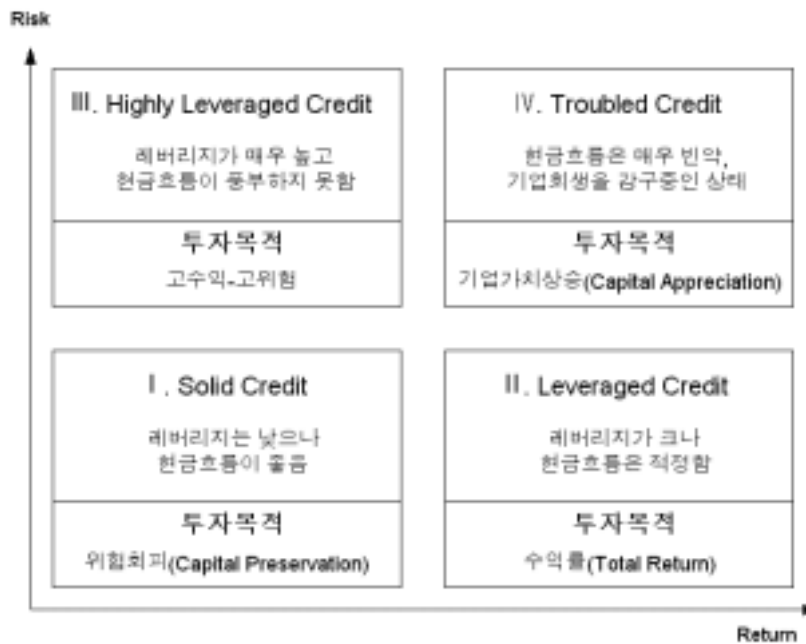 Risk
Ⅲ. Highly Leveraged Credit
레버리지가 매우 높고
현금흐름이 풍부하지 못함
투자목적
고수익-고위험
Ⅳ. Troubled Credit
현금흐름은 매우 빈약,
기업회생을 강구중인 상태
투자목적
기업가치상승(Capital Appreciation)
Ⅰ. Solid Credit
레버리지는 낮으나
현금흐름이 좋음
투자목적
위험회피(Capital Preservation)
Ⅱ. Leveraged Credit
레버리지가 크나
현금흐름은 적정함
투자목적
수익률(Total Return)
Return